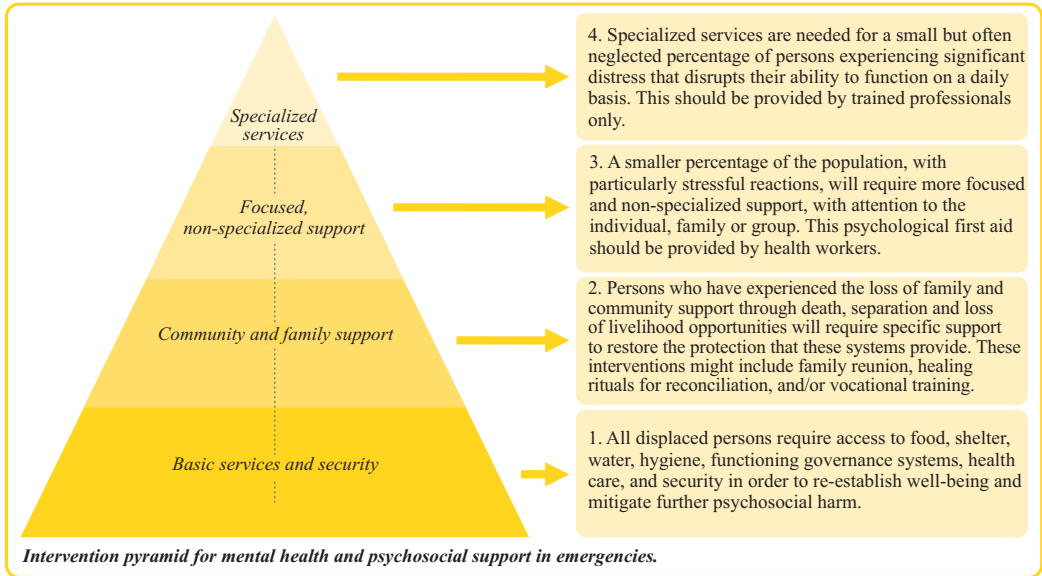 Specialized
services
4. Specialized services are needed for a small but often
neglected percentage of persons experiencing significant
distress that disrupts their ability to function on a daily
basis. This should be provided by trained professionals
only.
Focused,
non-specialized support
3. A smaller percentage of the population, with
particularly stressful reactions, will require more focused
and non-specialized support, with attention to the
individual, family or group. This psychological first aid
should be provided by health workers.
Community and family support
2. Persons who have experienced the loss of family and
community support through death, separation and loss
of livelihood opportunities will require specific support
to restore the protection that these systems provide. These
interventions might include family reunion, healing
rituals for reconciliation, and/or vocational training.
Basic services and security
1. All displaced persons require access to food, shelter,
water, hygiene, functioning governance systems, health
care, and security in order to re-establish well-being and
mitigate further psychosocial harm.
Intervention pyramid for mental health and psychosocial support in emergencies.